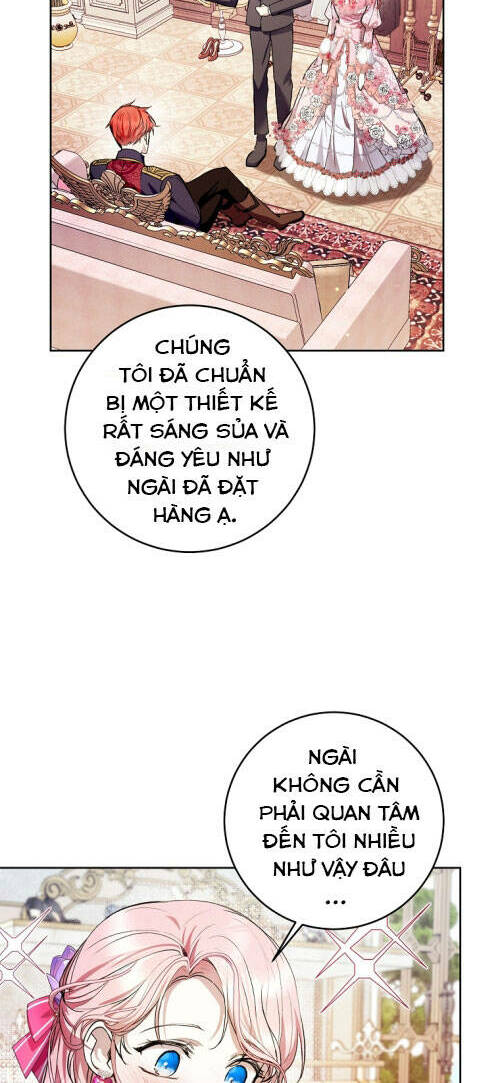 CHÚNG
TÔI ĐÃ CHUẨN
BỊ MỘT THIẾT KẾ
RẤT SÁNG SỦA VÀ
ĐÁNG YÊU NHƯ
NGÀI ĐÃ ĐẶT
HÀNG Ạ.
NGÀI
KHÔNG CẦN
PHẢI QUAN TÂM
ĐẾN TÔI NHIỀU
NHƯ VẬY ĐÂU
...